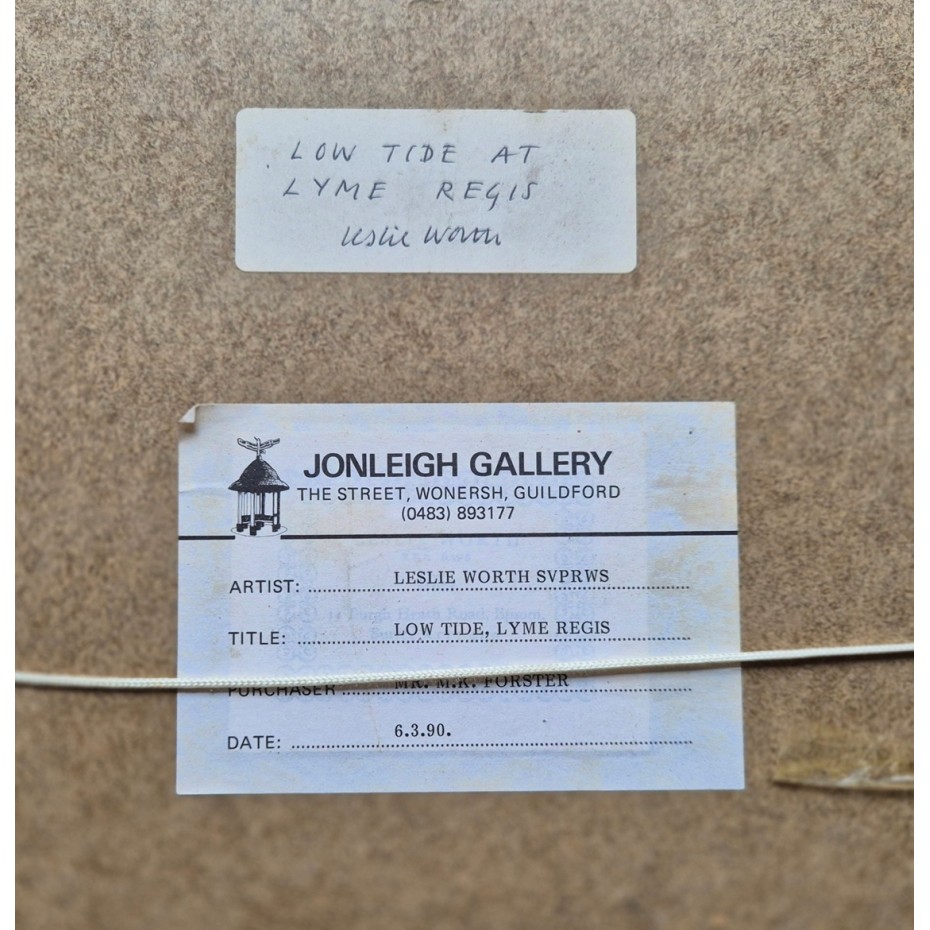 LOW TIDE AT
LYME REGIS
Leslie Worth
JONLEIGH GALLERY
THE STREET, WONERSH, GUILDFORD
(0483) 893177
ARTIST: LESLIE WORTH SVPRWS
TITLE: LOW TIDE, LYME REGIS
PURCHASER MR. M.R. FORSTER
DATE: 6.3.90.